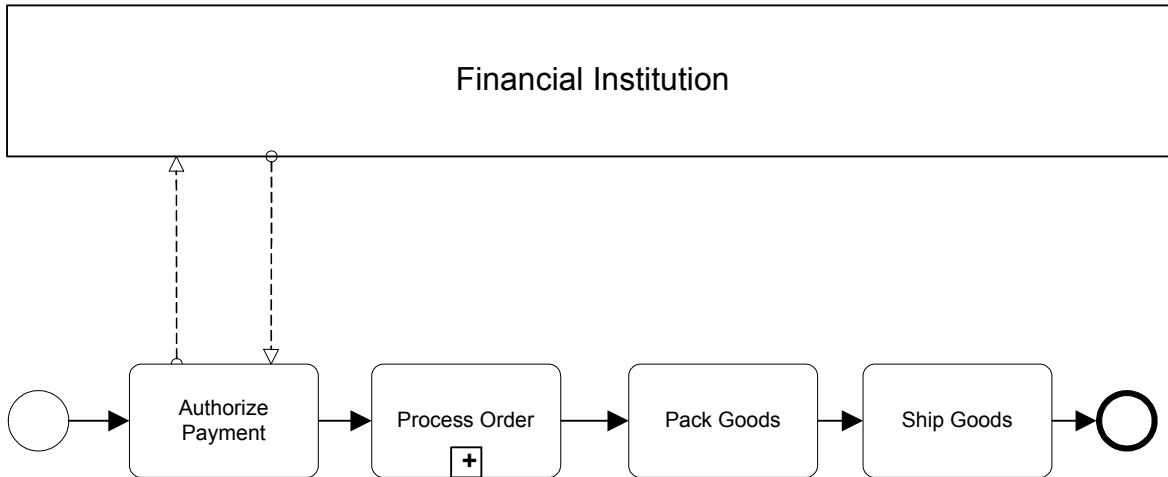 Financial Institution
Authorize
Payment
Process Order
Pack Goods
Ship Goods